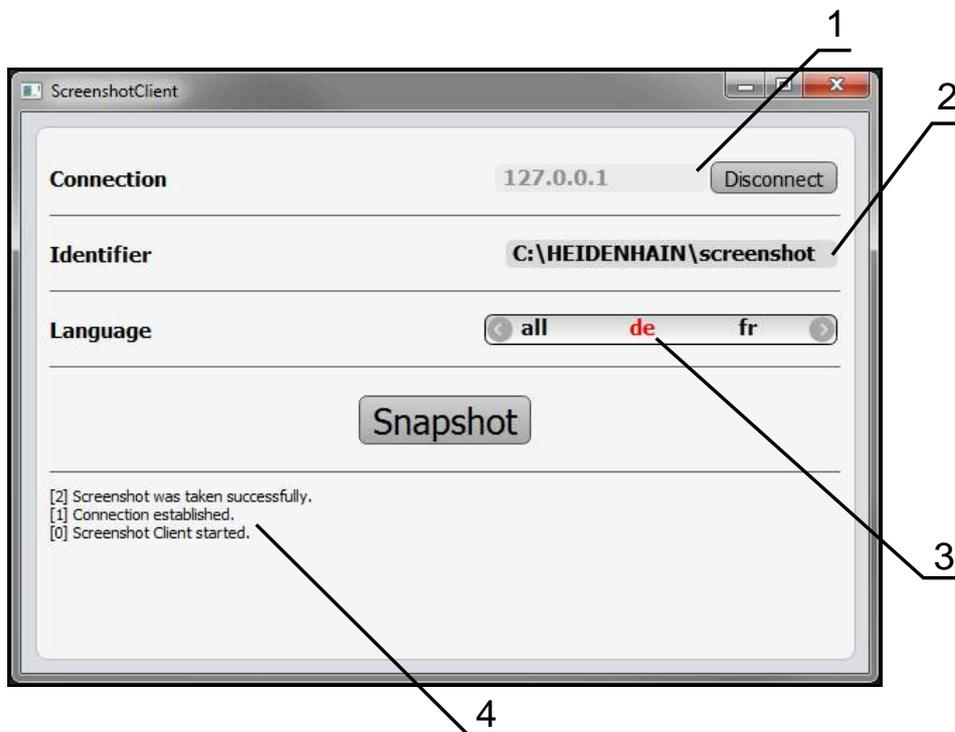 1
ScreenshotClient
2
Connection 127.0.0.1 Disconnect
Identifier C:\HEIDENHAIN\screenshot
Language all de fr
Snapshot
[2] Screenshot was taken successfully.
[1] Connection established.
[0] Screenshot Client started.
3
4